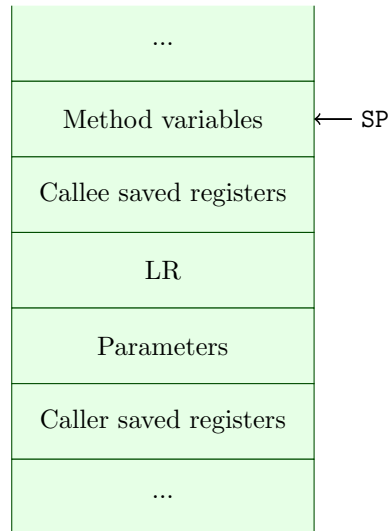 ...
Method variables
SP
Callee saved registers
LR
Parameters
Caller saved registers
...